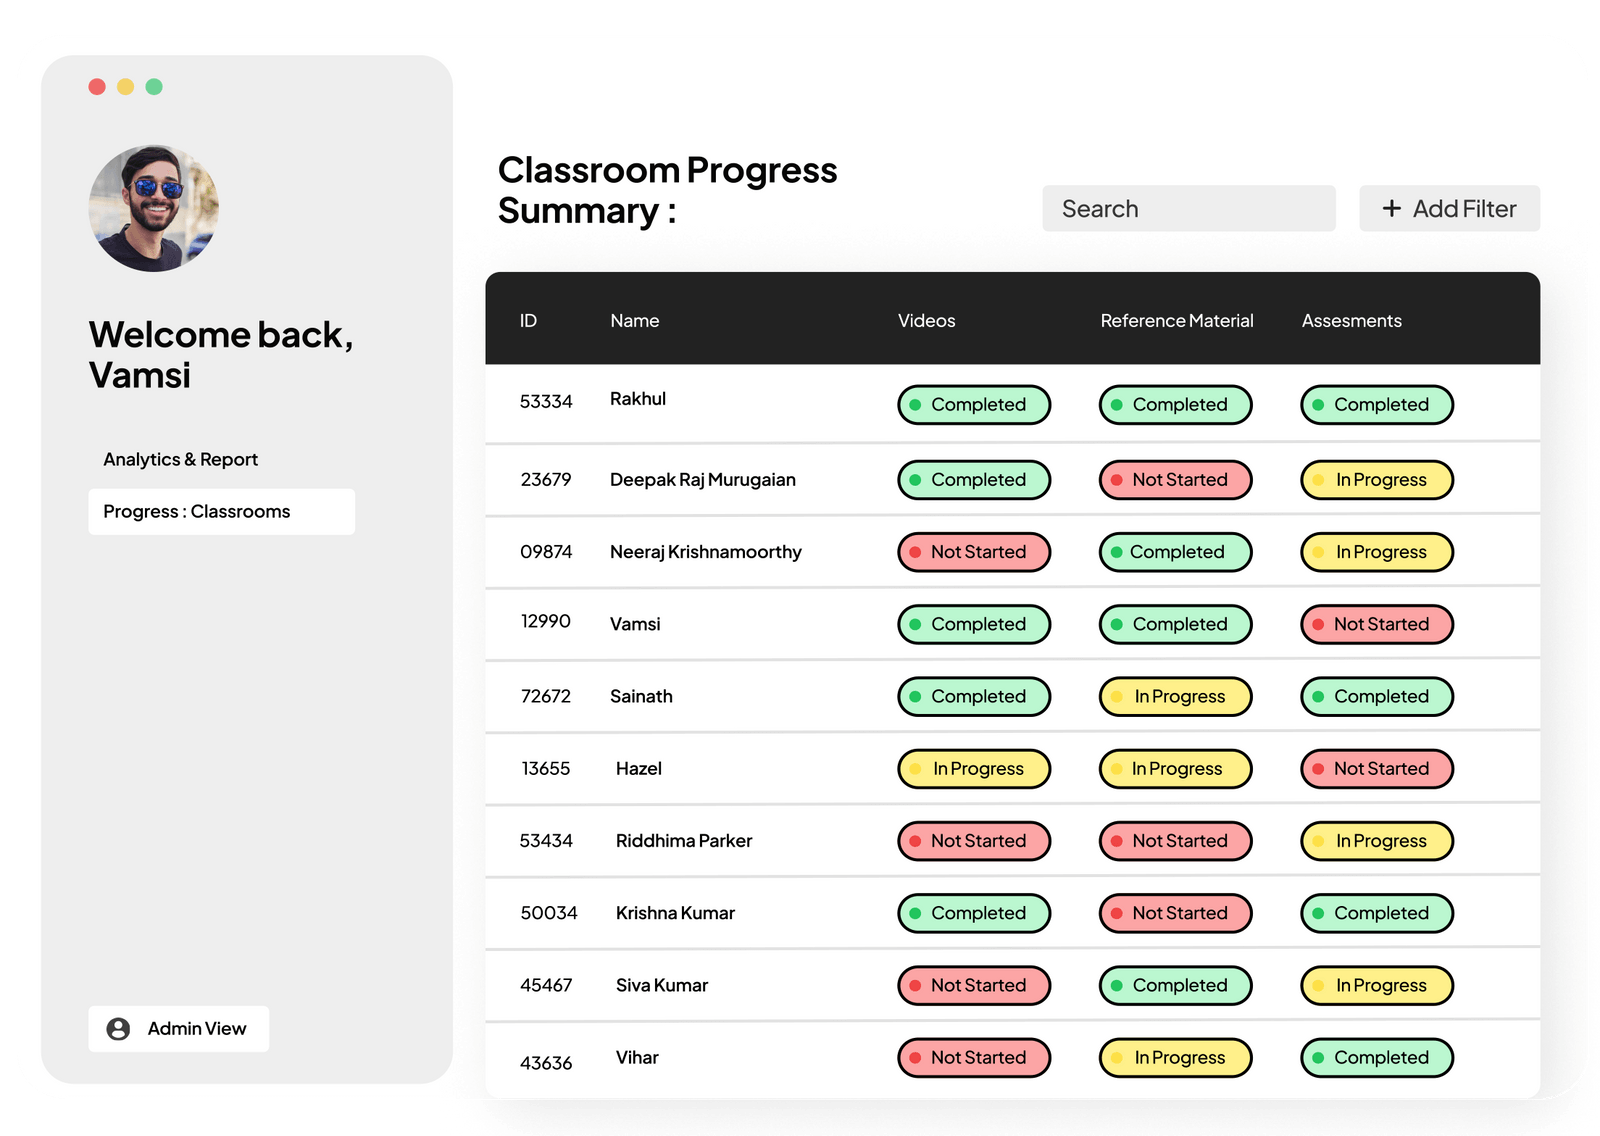 Welcome back,
Vamsi
Analytics & Report
Progress : Classrooms
Admin View
Classroom Progress
Summary :
Search
+ Add Filter
ID Name Videos Reference Material Assesments
53334 Rakhul Completed Completed Completed
23679 Deepak Raj Murugaian Completed Not Started In Progress
09874 Neeraj Krishnamoorthy Not Started Completed In Progress
12990 Vamsi Completed Completed Not Started
72672 Sainath Completed In Progress Completed
13655 Hazel In Progress In Progress Not Started
53434 Riddhima Parker Not Started Not Started In Progress
50034 Krishna Kumar Completed Not Started Completed
45467 Siva Kumar Not Started Completed In Progress
43636 Vihar Not Started In Progress Completed